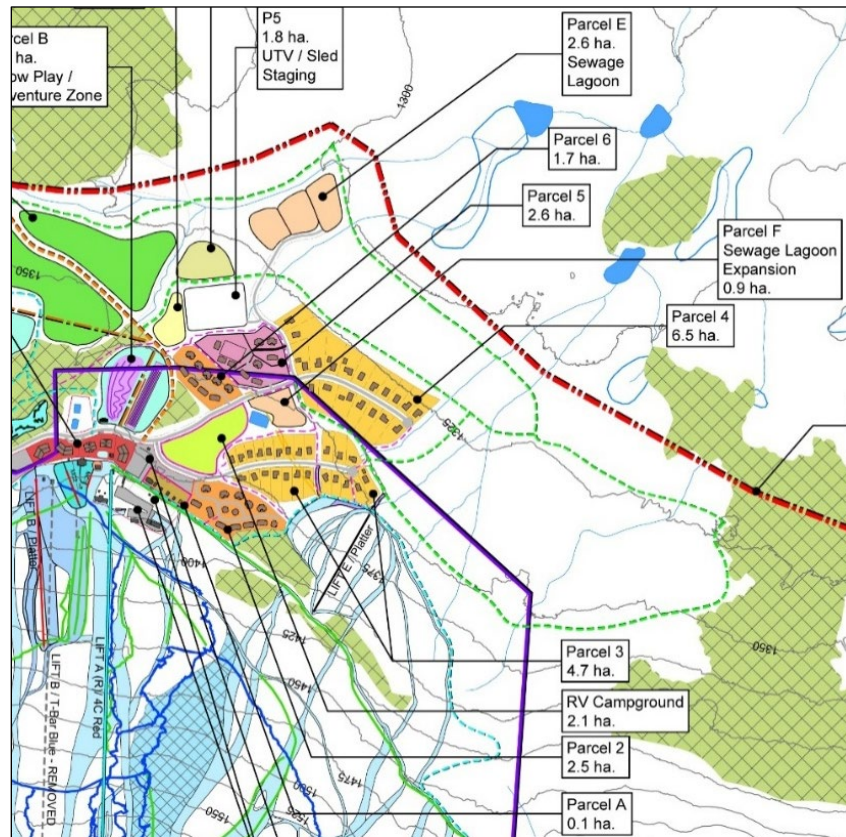 P5
1.8 ha.
UTV / Sled
Staging
Parcel E
2.6 ha.
Sewage
Lagoon
rcel B
ha.
ow Play /
venture Zone
1300
Parcel 6
1.7 ha.
Parcel 5
2.6 ha.
Parcel F
Sewage Lagoon
Expansion
0.9 ha.
1350
Parcel 4
6.5 ha.
1325
LIFT B / Platter
LIFT E / Platter
1375
1400
1425
1450
1475
1500
1525
1550
LIFT A (R) 4C Red
LIFT B / T-Bar Blue - REMOVED
Parcel 3
4.7 ha.
1350
RV Campground
2.1 ha.
Parcel 2
2.5 ha.
Parcel A
0.1 ha.